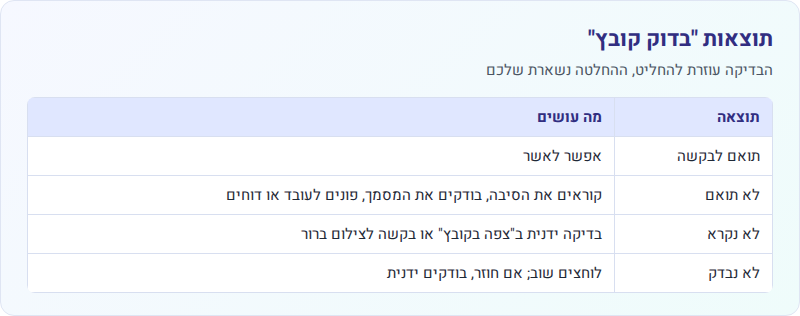 תוצאות "בדוק קובץ"
הבדיקה עוזרת להחליט, ההחלטה נשארת שלכם
תוצאה מה עושים
תואם לבקשה אפשר לאשר
לא תואם קוראים את הסיבה, בודקים את המסמך, פונים לעובד או דוחים
לא נקרא בדיקה ידנית ב"צפה בקובץ" או בקשה לצילום ברור
לא נבדק לוחצים שוב; אם חוזר, בודקים ידנית